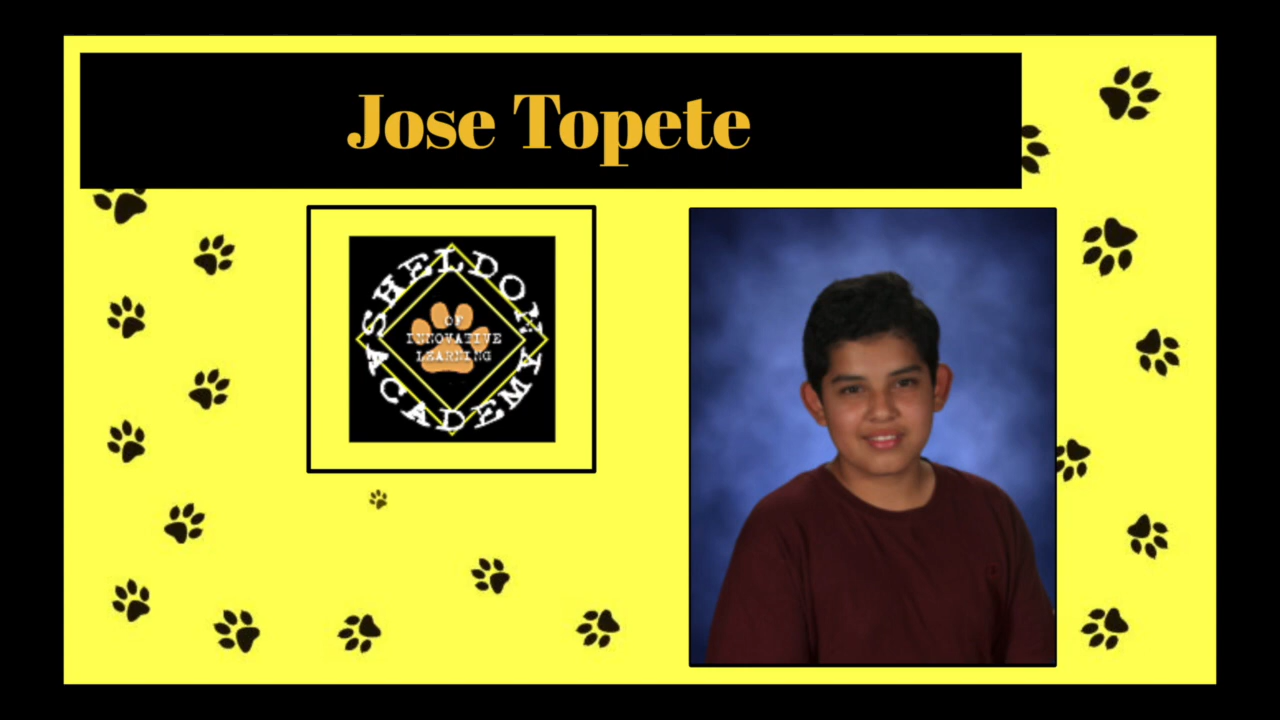 Jose Topete
SHELDON
OF
INNOVATIVE
LEARNING
ACADEMY